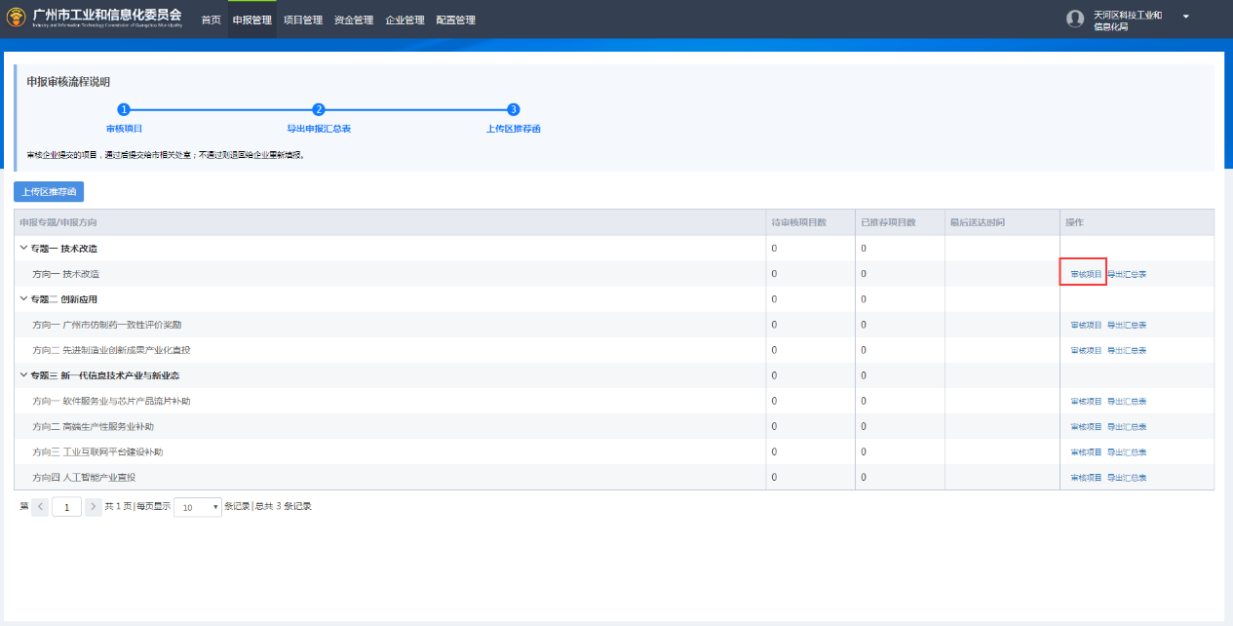 广州市工业和信息化委员会
首页 申报管理 项目管理 资金管理 企业管理 配置管理
天河区科技工业和
信息化局
申报审核流程说明
1 2 3
审核项目 导出申报汇总表 上传区推荐函
审核企业提交的项目，通过后提交给市相关处室；不通过则退回给企业重新填报。
上传区推荐函
申报专题/申报方向 待审核项目数 已推荐项目数 最后送达时间 操作
专题一 技术改造 0 0
方向一 技术改造 0 0 审核项目 导出汇总表
专题二 创新应用 0 0
方向一 广州市仿制药一致性评价奖励 0 0 审核项目 导出汇总表
方向二 先进制造业创新成果产业化直投 0 0 审核项目 导出汇总表
专题三 新一代信息技术产业与新业态 0 0
方向一 软件服务业与芯片产品流片补助 0 0 审核项目 导出汇总表
方向二 高端生产性服务业补助 0 0 审核项目 导出汇总表
方向三 工业互联网平台建设补助 0 0 审核项目 导出汇总表
方向四 人工智能产业直投 0 0 审核项目 导出汇总表
第 < 1 > 共 1 页|每页显示 10 条记录|总共 3 条记录